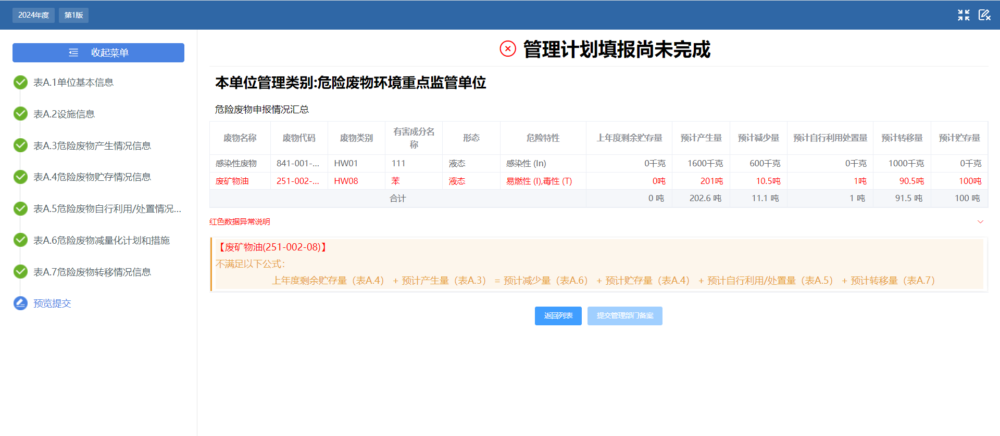 2024年度 第1版
收起菜单
表A.1单位基本信息
表A.2设施信息
表A.3危险废物产生情况信息
表A.4危险废物贮存情况信息
表A.5危险废物自行利用/处置情况...
表A.6危险废物减量化计划和措施
表A.7危险废物转移情况信息
预览提交
管理计划填报尚未完成
本单位管理类别:危险废物环境重点监管单位
危险废物申报情况汇总
废物名称 废物代码 废物类别 有害成分名称 形态 危险特性 上年度剩余贮存量 预计产生量 预计减少量 预计自行利用处置量 预计转移量 预计贮存量
感染性废物 841-001-... HW01 111 液态 感染性 (In) 0千克 1600千克 600千克 0千克 1000千克 0千克
废矿物油 251-002-... HW08 苯 液态 易燃性 (I),毒性 (T) 0吨 201吨 10.5吨 1吨 90.5吨 100吨
合计 0 吨 202.6 吨 11.1 吨 1 吨 91.5 吨 100 吨
红色数据异常说明
【废矿物油(251-002-08)】
不满足以下公式：
上年度剩余贮存量（表A.4） + 预计产生量（表A.3） = 预计减少量（表A.6） + 预计贮存量（表A.4） + 预计自行利用/处置量（表A.5） + 预计转移量（表A.7）
返回列表 提交管理部门备案